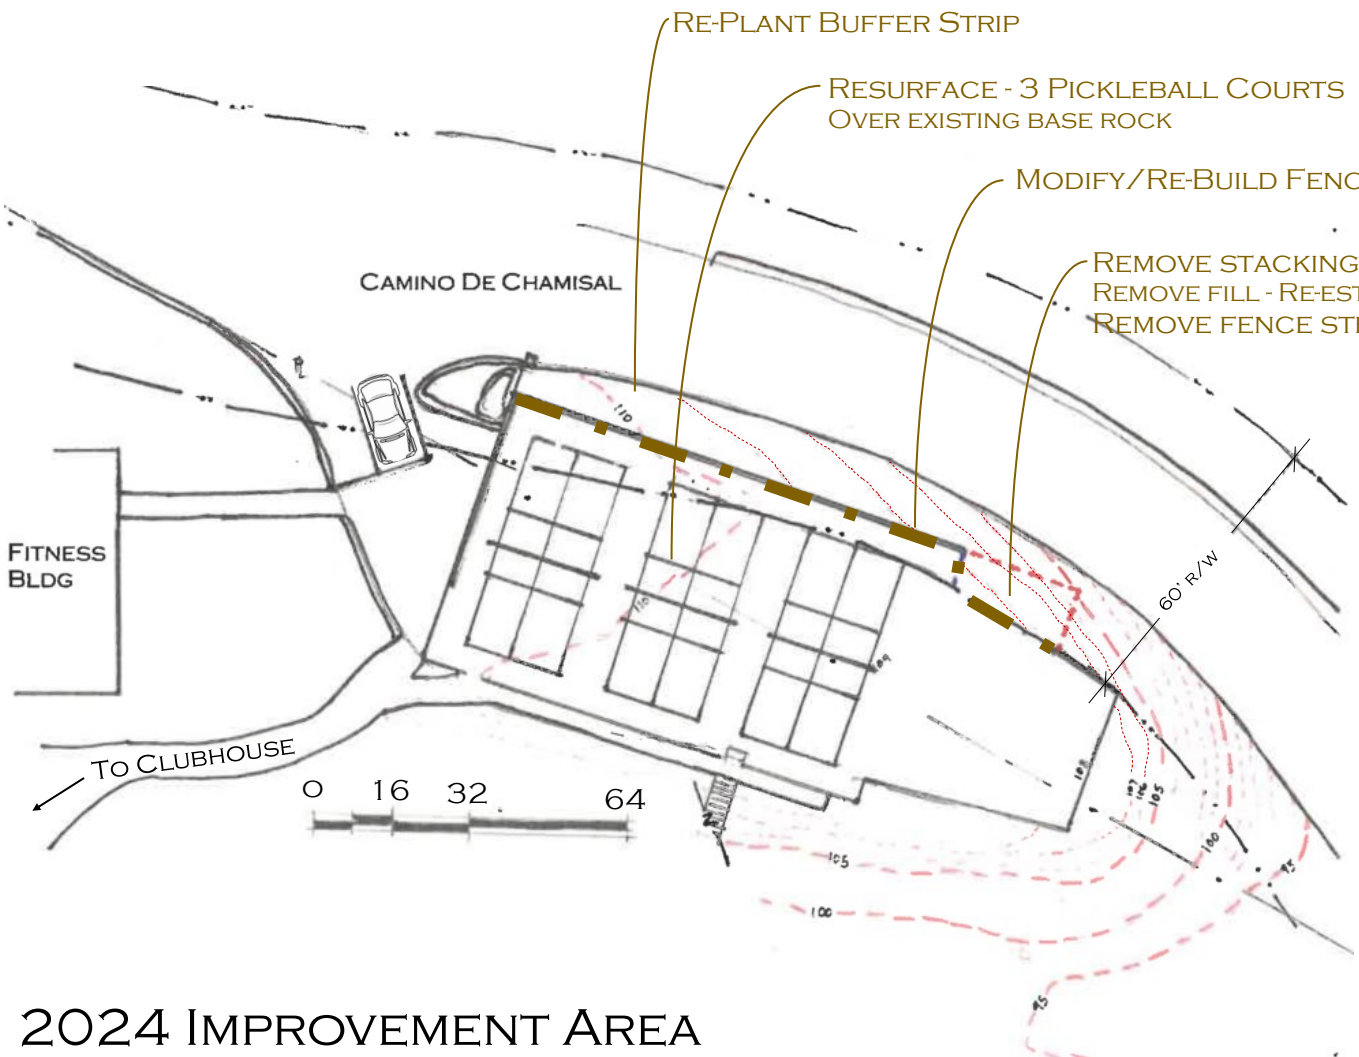 Re-Plant Buffer Strip
Resurface - 3 Pickleball Courts
Over existing base rock
Modify/Re-Build Fenc
Remove stacking
Remove fill - Re-est
Remove fence sti
Camino De Chamisal
110
Fitness
Bldg
60' R/W
110
109
To Clubhouse
0 16 32 64
108
107
106
105
105
100
95
100
95
2024 Improvement Area